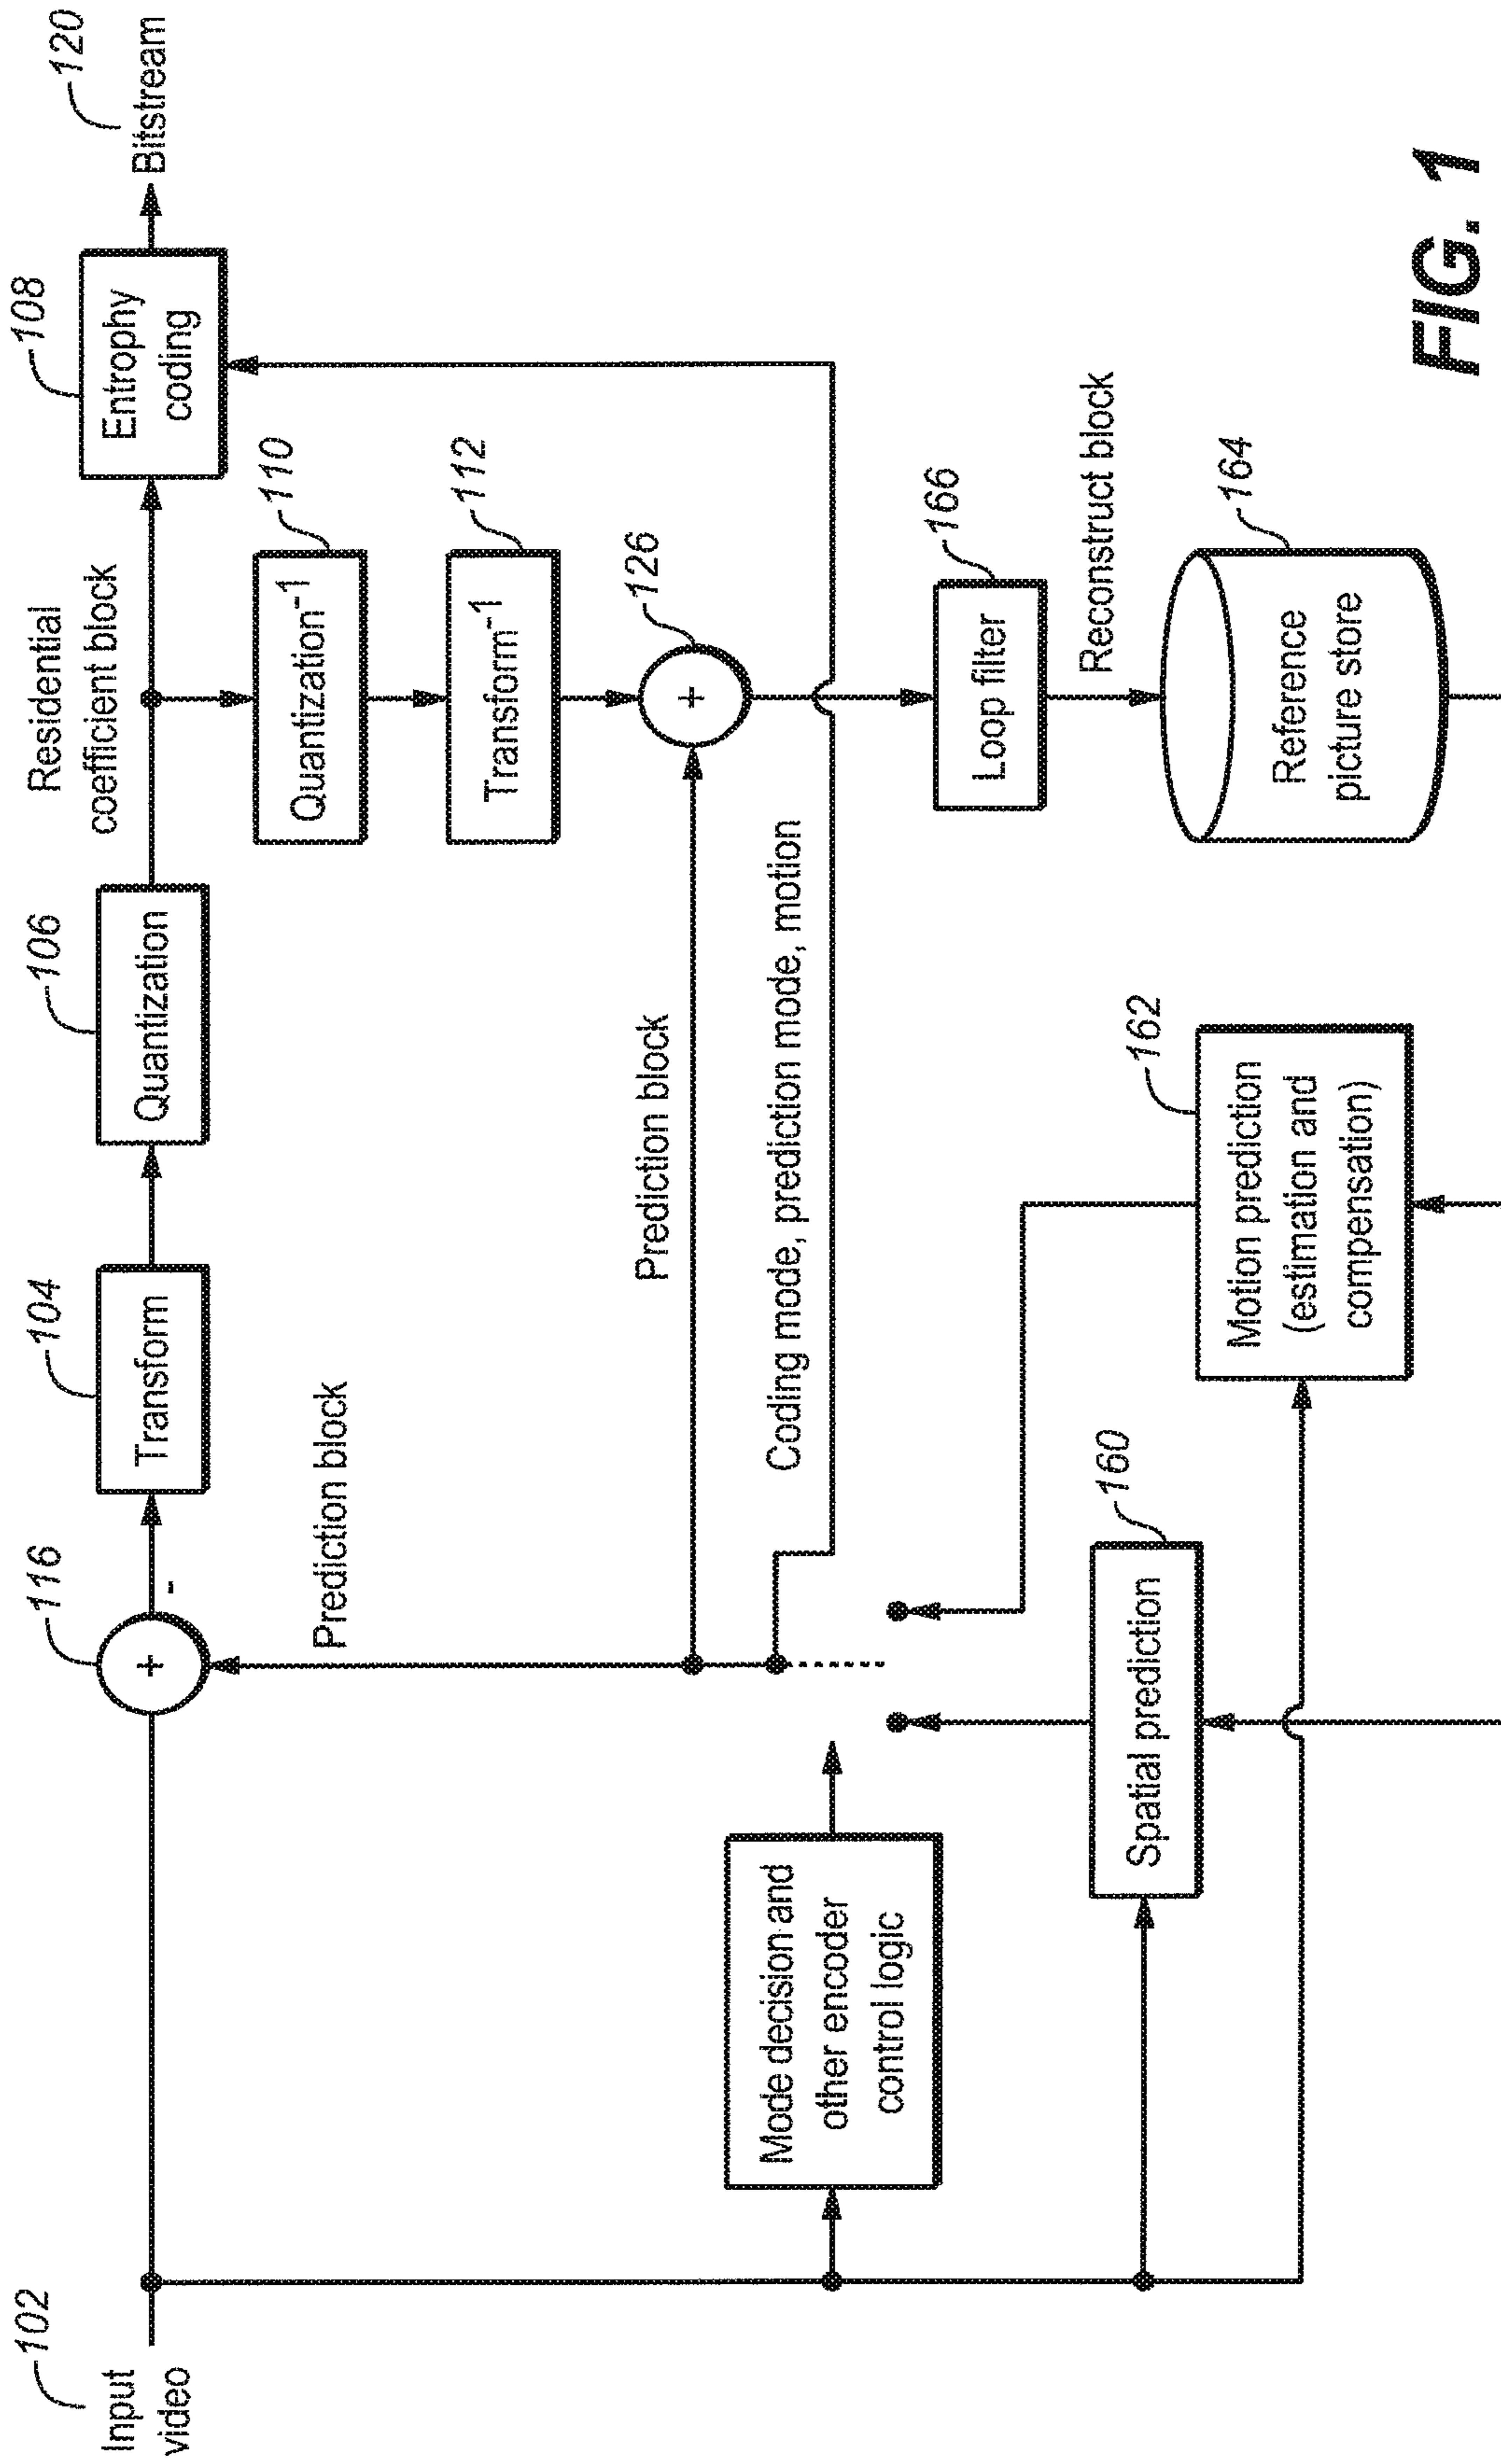 102
Input
video
116
+
-
104
Transform
106
Quantization
Residential
coefficient block
108
Entrophy
coding
120
Bitstream
Prediction block
Quantization⁻¹
110
Transform⁻¹
112
Prediction block
+
126
Mode decision and
other encoder
control logic
Coding mode, prediction mode, motion
Loop filter
166
Reconstruct block
Spatial prediction
160
Motion prediction
(estimation and
compensation)
162
Reference
picture store
164
FIG. 1